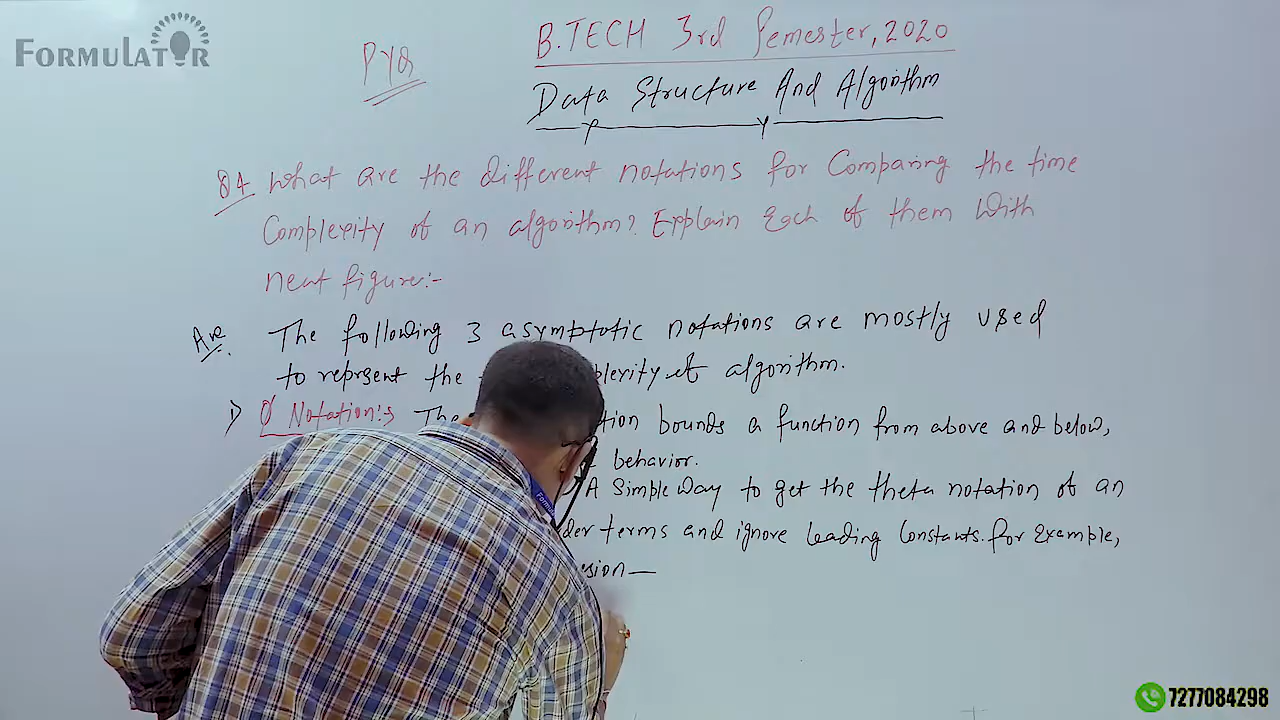 FORMULATOR
PYQ
B.TECH 3rd Semester, 2020
Data Structure And Algorithm
Q4 What are the different notations for Comparing the time
Complexity of an algorithm? Explain Each of them With
neat figure:-
Ans The following 3 asymptotic notations are mostly used
to reprsent the plexity of algorithm.
1) θ Notation:s The tion bounds a function from above and below,
behavior.
A Simple Way to get the theta notation of an
der terms and ignore leading Constants. for Example,
sion —
7277084298